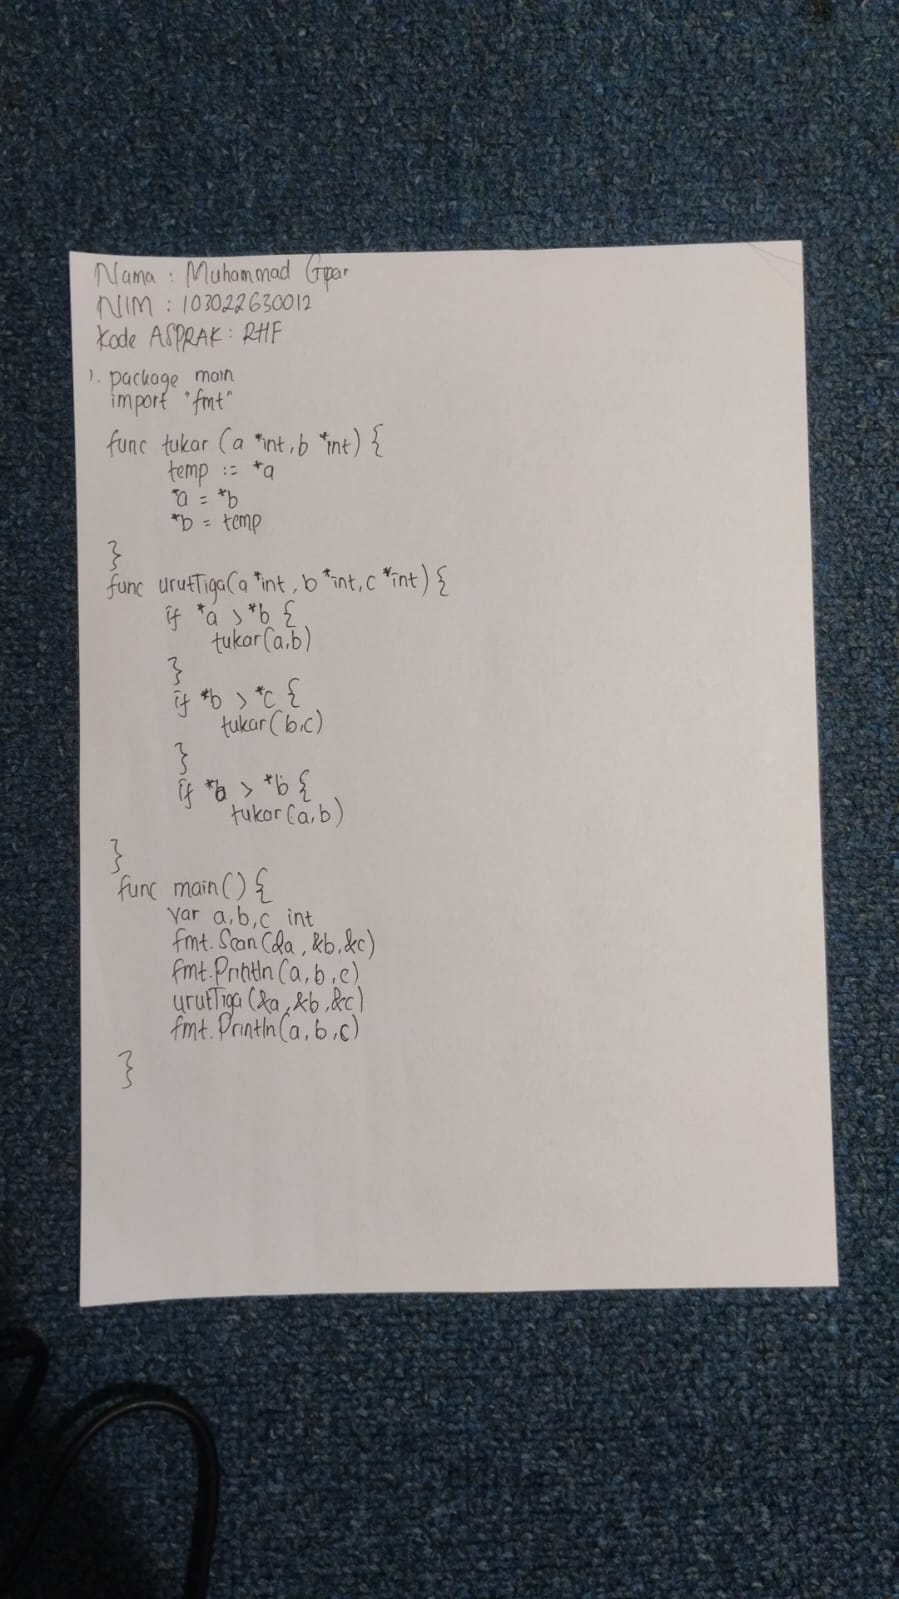 Nama : Muhammad
NIM : 103022630012
Kode ASPRAK : RHF
1. package main
import "fmt"
func tukar (a *int, b *int) {
temp := *a
*a = *b
*b = temp
}
func urutTiga(a *int, b *int, c *int) {
if *a > *b {
tukar(a,b)
}
if *b > *c {
tukar(b,c)
}
if *a > *b {
tukar(a,b)
}
func main() {
var a,b,c int
fmt.Scan(&a, &b, &c)
fmt.Println(a, b, c)
urutTiga(&a, &b, &c)
fmt.Println(a, b, c)
}